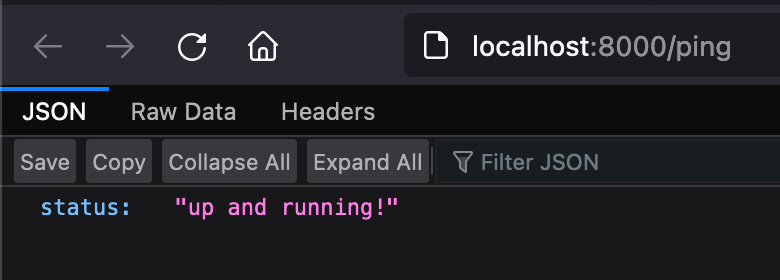 localhost:8000/ping
JSON Raw Data Headers
Save Copy Collapse All Expand All Filter JSON
status: "up and running!"